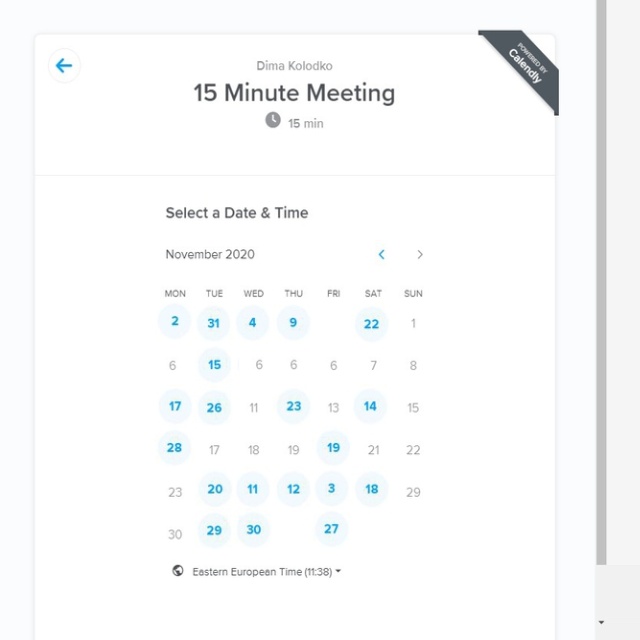 POWERED BY
Calendly
Dima Kolodko
15 Minute Meeting
15 min
Select a Date & Time
November 2020
MON TUE WED THU FRI SAT SUN
2 31 4 9 22 1
6 15 6 6 6 7 8
17 26 11 23 13 14 15
28 17 18 19 19 21 22
23 20 11 12 3 18 29
30 29 30 27
Eastern European Time (11:38)